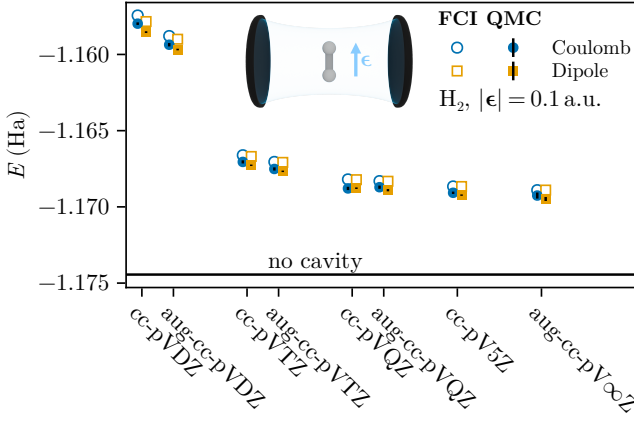 FCI QMC
Coulomb
Dipole
H₂, |ϵ| = 0.1 a.u.
ϵ
E (Ha)
−1.160
−1.165
−1.170
−1.175
no cavity
cc-pVDZ
aug-cc-pVDZ
cc-pVTZ
aug-cc-pVTZ
cc-pVQZ
aug-cc-pVQZ
cc-pV5Z
aug-cc-pV∞Z